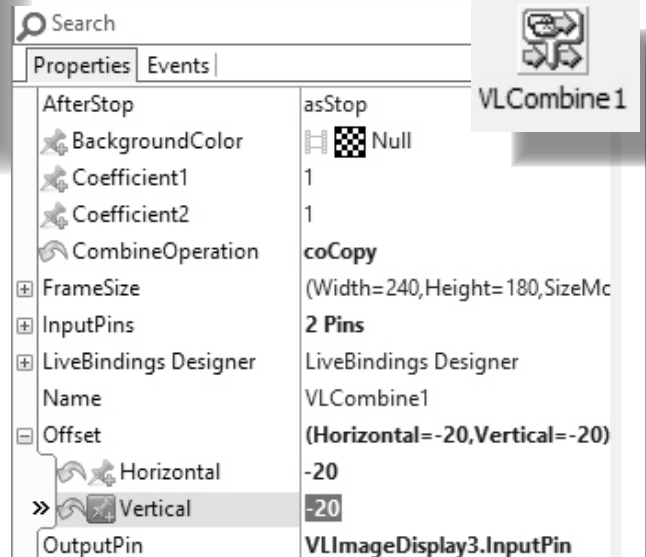 Search
VLCombine1
Properties Events
AfterStop asStop
BackgroundColor Null
Coefficient1 1
Coefficient2 1
CombineOperation coCopy
FrameSize (Width=240,Height=180,SizeMc
InputPins 2 Pins
LiveBindings Designer LiveBindings Designer
Name VLCombine1
Offset (Horizontal=-20,Vertical=-20)
Horizontal -20
» Vertical -20
OutputPin VLImageDisplay3.InputPin